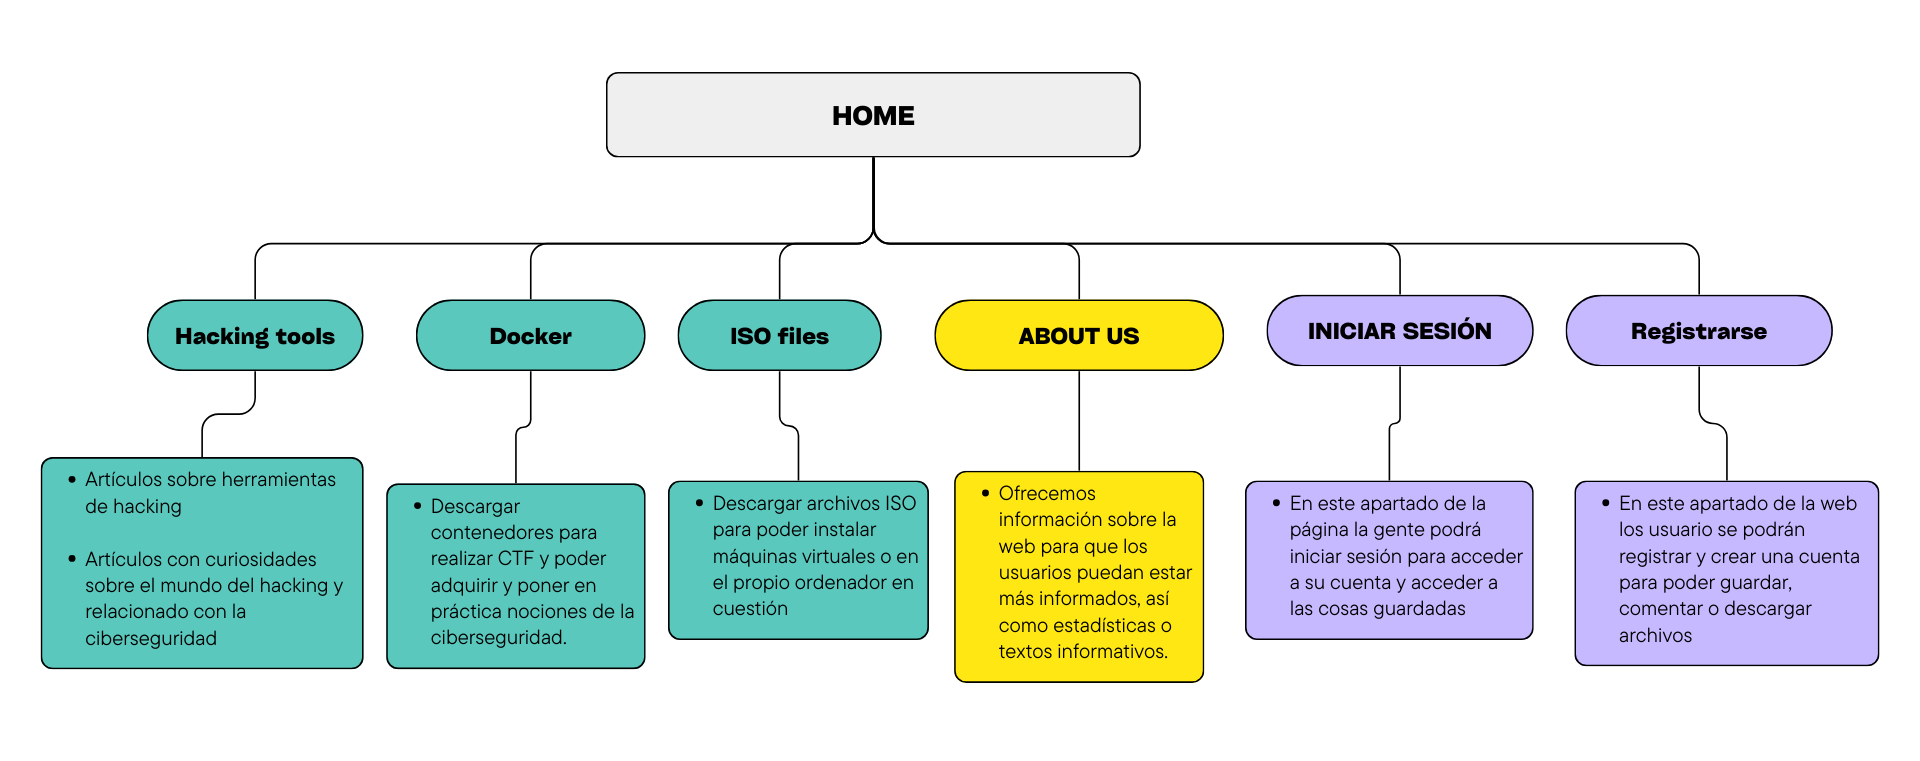 HOME
Hacking tools
Docker
ISO files
ABOUT US
INICIAR SESIÓN
Registrarse
• Artículos sobre herramientas
de hacking
• Artículos con curiosidades
sobre el mundo del hacking y
relacionado con la
ciberseguridad
• Descargar
contenedores para
realizar CTF y poder
adquirir y poner en
práctica nociones de la
ciberseguridad.
• Descargar archivos ISO
para poder instalar
máquinas virtuales o en
el propio ordenador en
cuestión
• Ofrecemos
información sobre la
web para que los
usuarios puedan estar
más informados, así
como estadísticas o
textos informativos.
• En este apartado de la
página la gente podrá
iniciar sesión para acceder
a su cuenta y acceder a
las cosas guardadas
• En este apartado de la web
los usuario se podrán
registrar y crear una cuenta
para poder guardar,
comentar o descargar
archivos